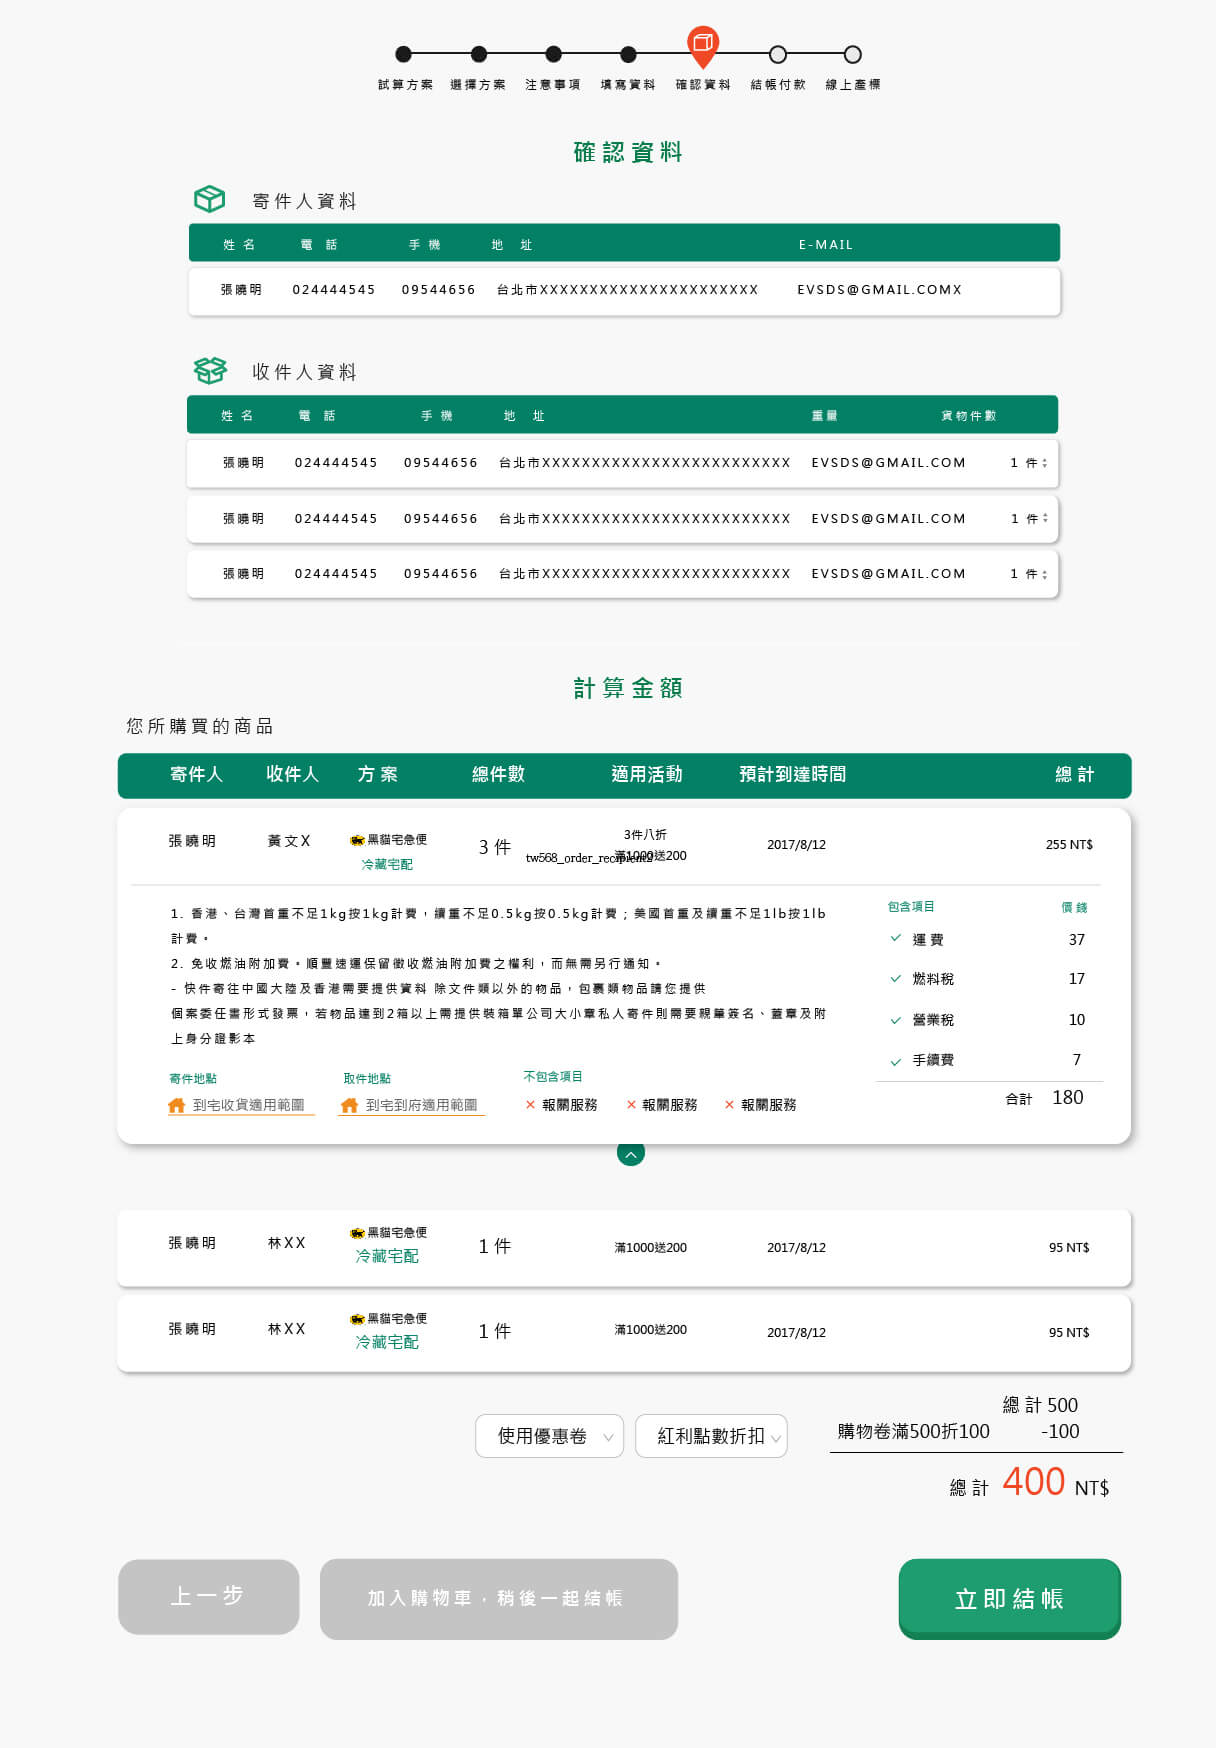 試算方案 選擇方案 注意事項 填寫資料 確認資料 結帳付款 線上產標
確認資料
寄件人資料
姓 名 電 話 手 機 地 址 E-MAIL
張曉明 024444545 09544656 台北市XXXXXXXXXXXXXXXXXXXXXX EVSDS@GMAIL.COMX
收件人資料
姓 名 電 話 手 機 地 址 重量 貨物件數
張曉明 024444545 09544656 台北市XXXXXXXXXXXXXXXXXXXXXXXXX EVSDS@GMAIL.COM 1 件
張曉明 024444545 09544656 台北市XXXXXXXXXXXXXXXXXXXXXXXXX EVSDS@GMAIL.COM 1 件
張曉明 024444545 09544656 台北市XXXXXXXXXXXXXXXXXXXXXXXXX EVSDS@GMAIL.COM 1 件
計算金額
您所購買的商品
寄件人 收件人 方案 總件數 適用活動 預計到達時間 總計
張曉明 黃文X 黑貓宅急便 3 件 3件八折 2017/8/12 255 NT$
冷藏宅配 tw568_order_recipient2 滿1000送200
1. 香港、台灣首重不足1kg按1kg計費，續重不足0.5kg按0.5kg計費；美國首重及續重不足1lb按1lb
計費。
2. 免收燃油附加費。順豐速運保留徵收燃油附加費之權利，而無需另行通知。
- 快件寄往中國大陸及香港需要提供資料 除文件類以外的物品，包裹類物品請您提供
個案委任書形式發票，若物品達到2箱以上需提供裝箱單公司大小章私人寄件則需要親筆簽名、蓋章及附
上身分證影本
包含項目 價錢
運費 37
燃料稅 17
營業稅 10
手續費 7
合計 180
寄件地點 取件地點 不包含項目
到宅收貨適用範圍 到宅到府適用範圍 報關服務 報關服務 報關服務
張曉明 林XX 黑貓宅急便 1 件 滿1000送200 2017/8/12 95 NT$
冷藏宅配
張曉明 林XX 黑貓宅急便 1 件 滿1000送200 2017/8/12 95 NT$
冷藏宅配
總計 500
使用優惠卷 紅利點數折扣 購物卷滿500折100 -100
總計 400 NT$
上一步 加入購物車，稍後一起結帳 立即結帳